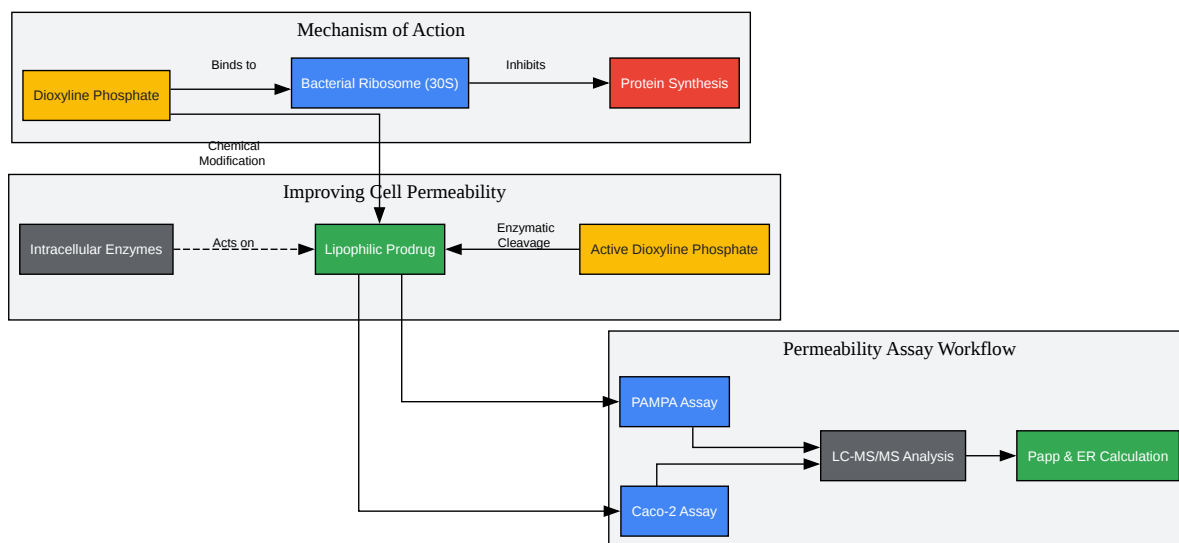 Mechanism of Action
Dioxyline Phosphate
Binds to
Bacterial Ribosome (30S)
Inhibits
Protein Synthesis
Chemical
Modification
Improving Cell Permeability
Intracellular Enzymes
Acts on
Lipophilic Prodrug
Enzymatic
Cleavage
Active Dioxyline Phosphate
Permeability Assay Workflow
PAMPA Assay
LC-MS/MS Analysis
Papp & ER Calculation
Caco-2 Assay